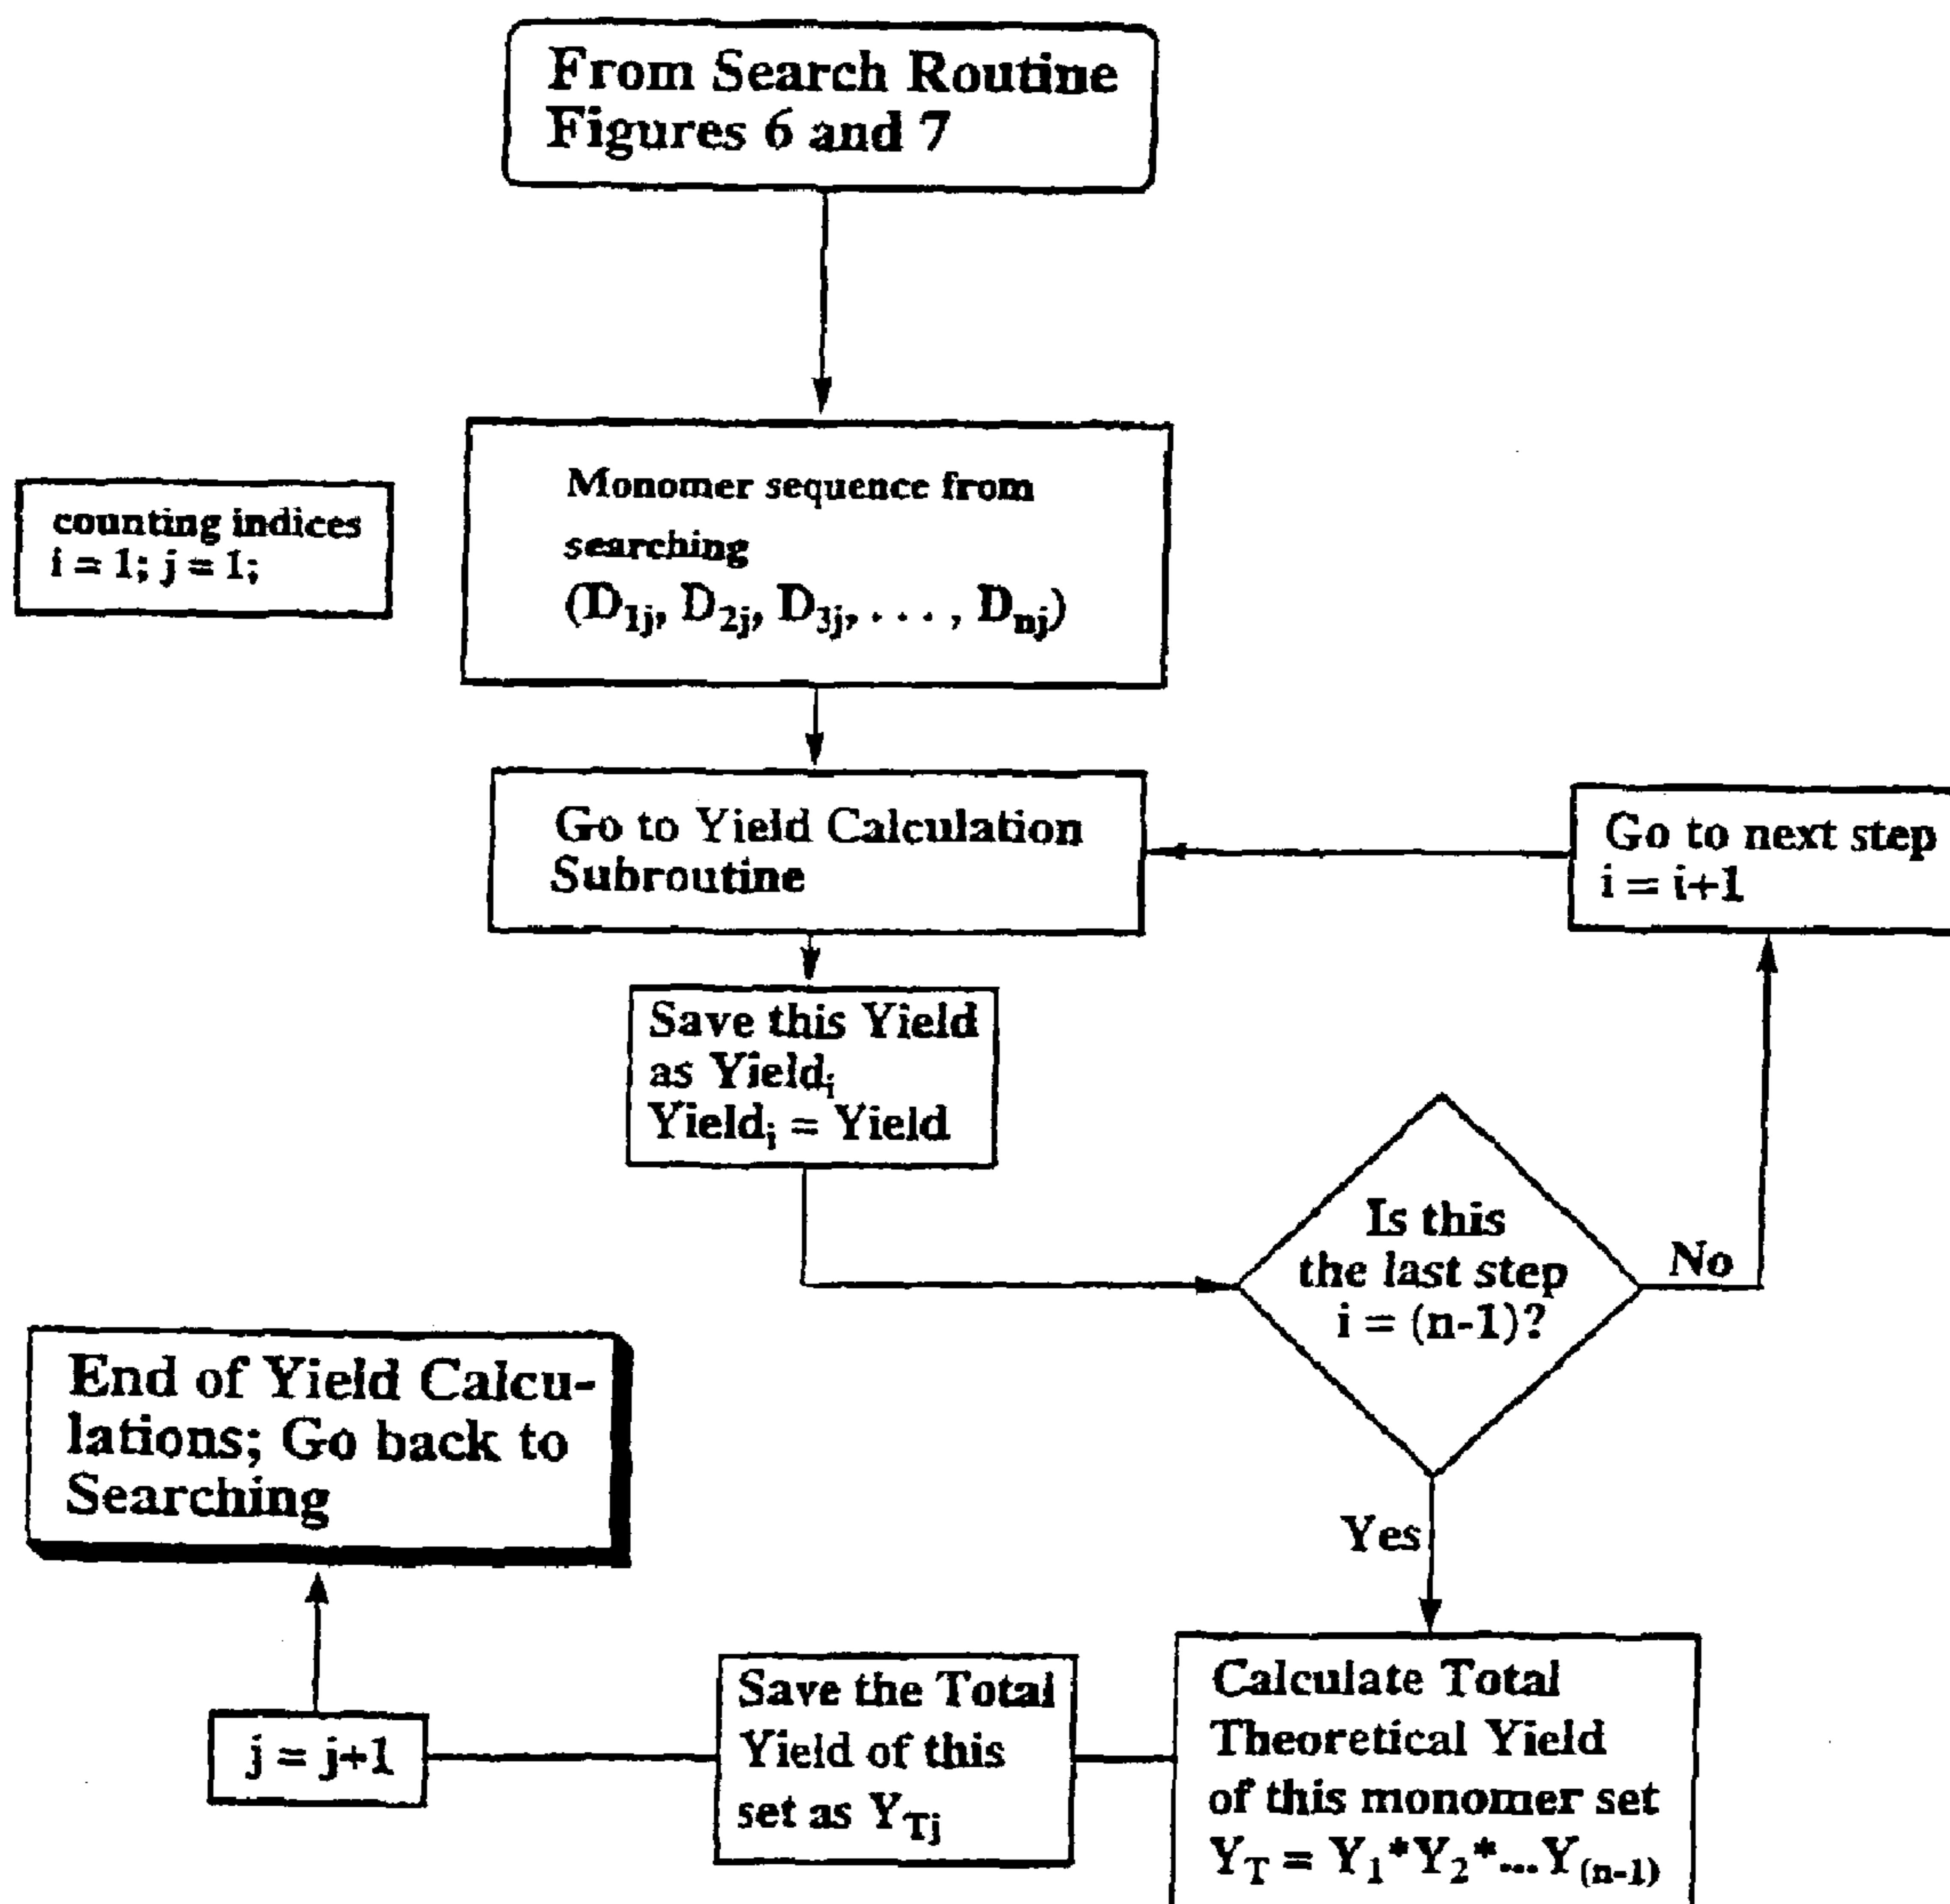 From Search Routine
Figures 6 and 7
counting indices
i = 1; j = 1;
Monomer sequence from
searching
(D1j, D2j, D3j, . . . , Dnj)
Go to Yield Calculation
Subroutine
Go to next step
i = i+1
Save this Yield
as Yieldi
Yieldi = Yield
Is this
the last step
i = (n-1)?
No
Yes
End of Yield Calcu-
lations; Go back to
Searching
j = j+1
Save the Total
Yield of this
set as YTj
Calculate Total
Theoretical Yield
of this monomer set
YT = Y1*Y2*...Y(n-1)